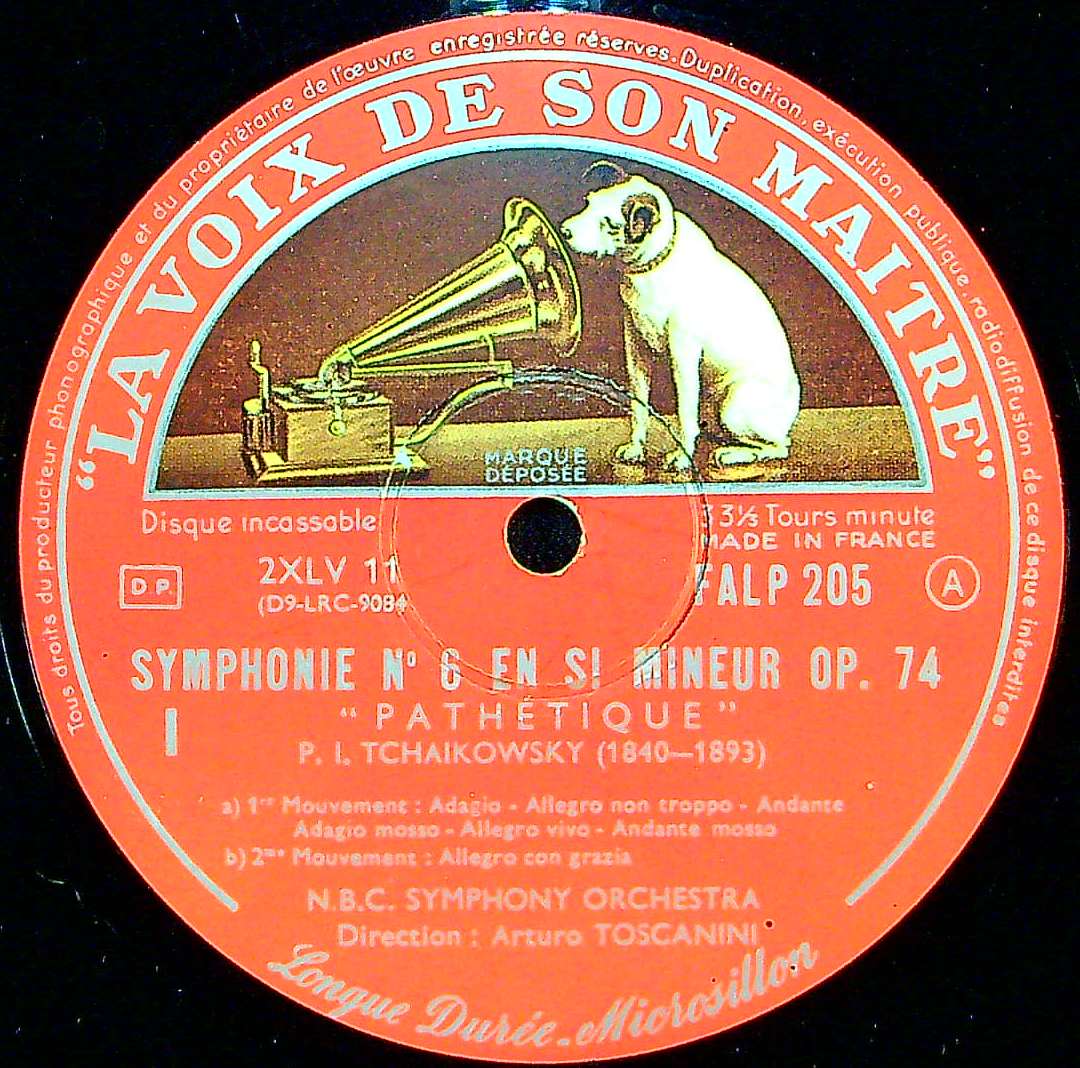 Tous droits du producteur phonographique et du propriétaire de l'œuvre enregistrée réserves. Duplication, exécution publique, radiodiffusion de ce disque interdites
"LA VOIX DE SON MAITRE"
MARQUE
DÉPOSÉE
Disque incassable
33⅓ Tours minute
MADE IN FRANCE
D.P.
2XLV 11
(D9-LRC-9084
FALP 205
A
SYMPHONIE Nº 6 EN SI MINEUR OP. 74
I
"PATHÉTIQUE"
P. I. TCHAIKOWSKY (1840—1893)
a) 1er Mouvement : Adagio - Allegro non troppo - Andante
Adagio mosso - Allegro vivo - Andante mosso
b) 2me Mouvement : Allegro con grazia
N.B.C. SYMPHONY ORCHESTRA
Direction : Arturo TOSCANINI
Longue Durée - Microsillon